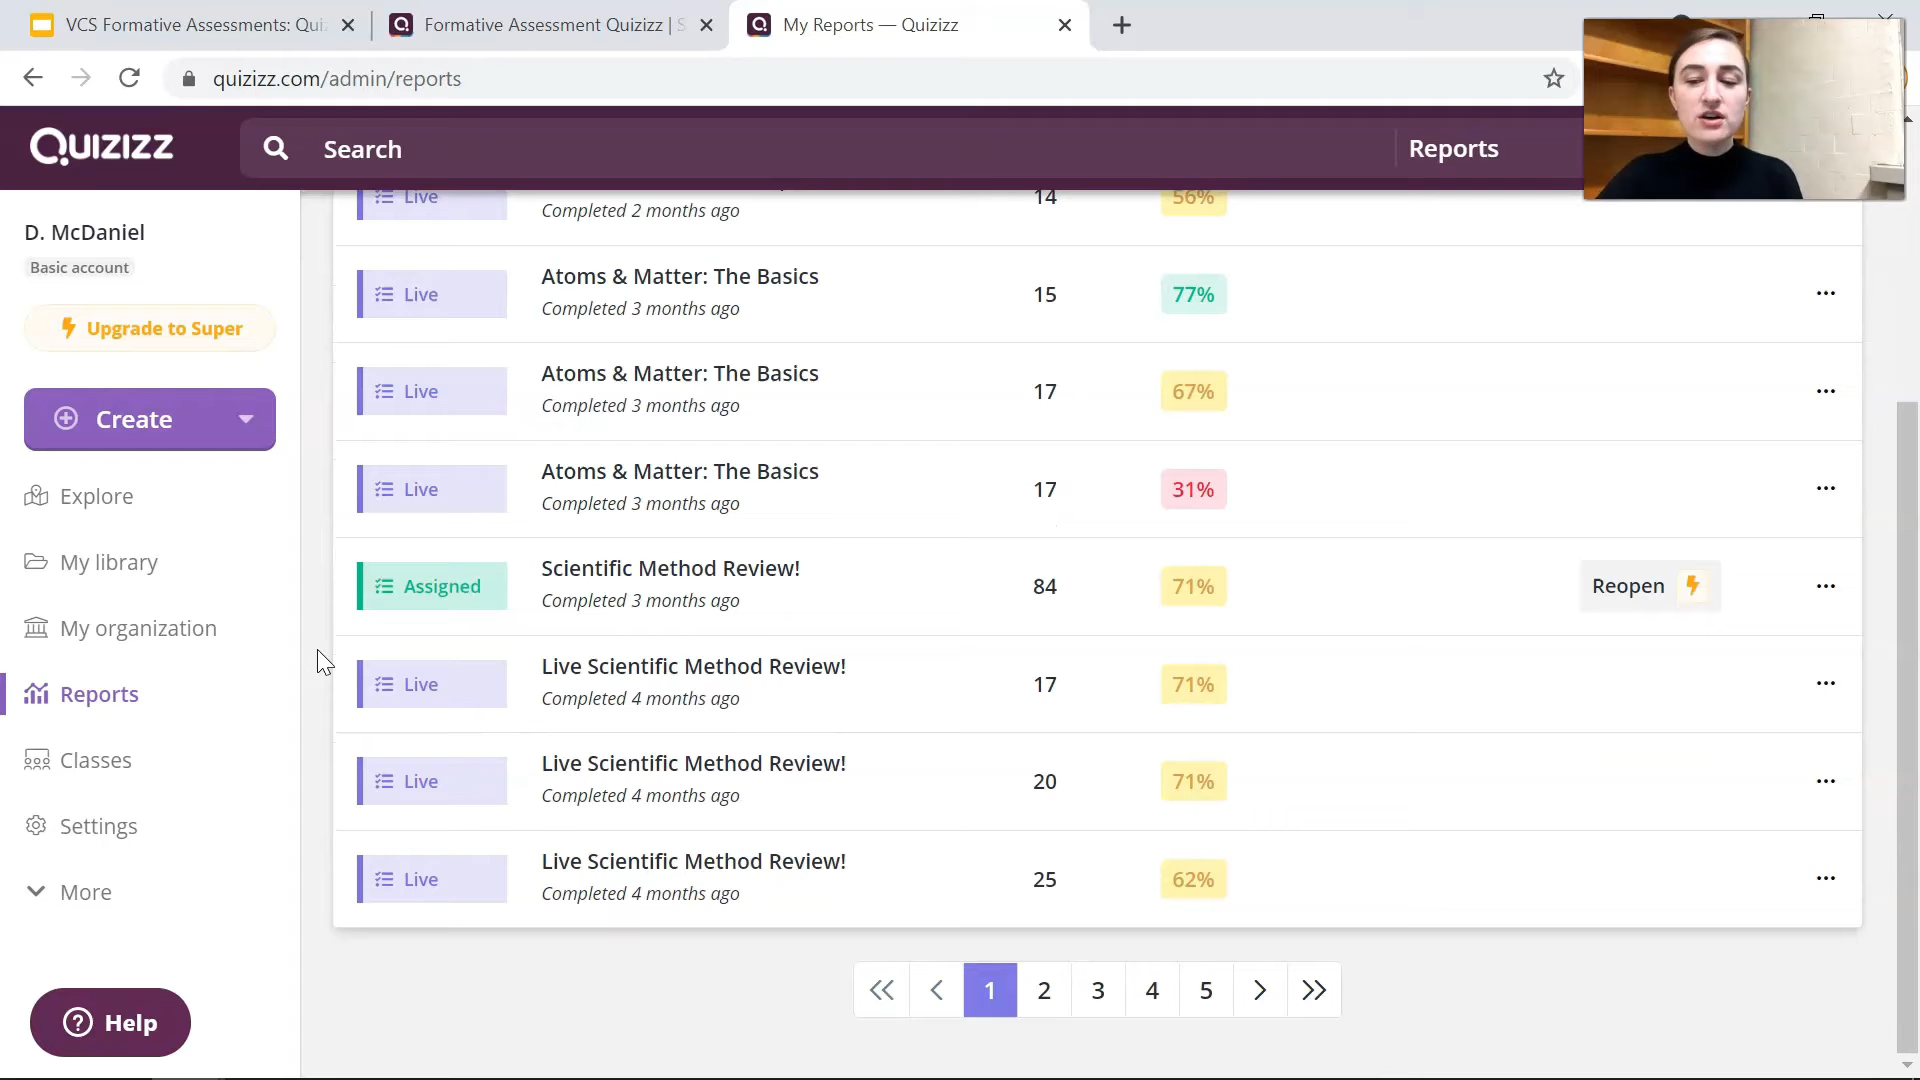 VCS Formative Assessments: Qui
Formative Assessment Quizizz | S
My Reports — Quizizz
quizizz.com/admin/reports
QUIZIZZ
Search
Reports
D. McDaniel
Basic account
Upgrade to Super
Create
Explore
My library
My organization
Reports
Classes
Settings
More
Help
Live
Completed 2 months ago
14
56%
Live
Atoms & Matter: The Basics
Completed 3 months ago
15
77%
Live
Atoms & Matter: The Basics
Completed 3 months ago
17
67%
Live
Atoms & Matter: The Basics
Completed 3 months ago
17
31%
Assigned
Scientific Method Review!
Completed 3 months ago
84
71%
Reopen
Live
Live Scientific Method Review!
Completed 4 months ago
17
71%
Live
Live Scientific Method Review!
Completed 4 months ago
20
71%
Live
Live Scientific Method Review!
Completed 4 months ago
25
62%
1 2 3 4 5